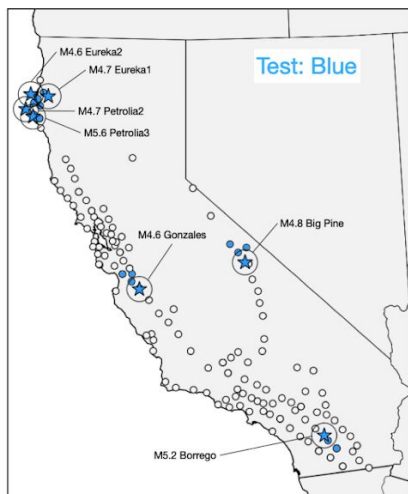 M4.6 Eureka2
M4.7 Eureka1
Test: Blue
M4.7 Petrolia2
M5.6 Petrolia3
M4.6 Gonzales
M4.8 Big Pine
M5.2 Borrego